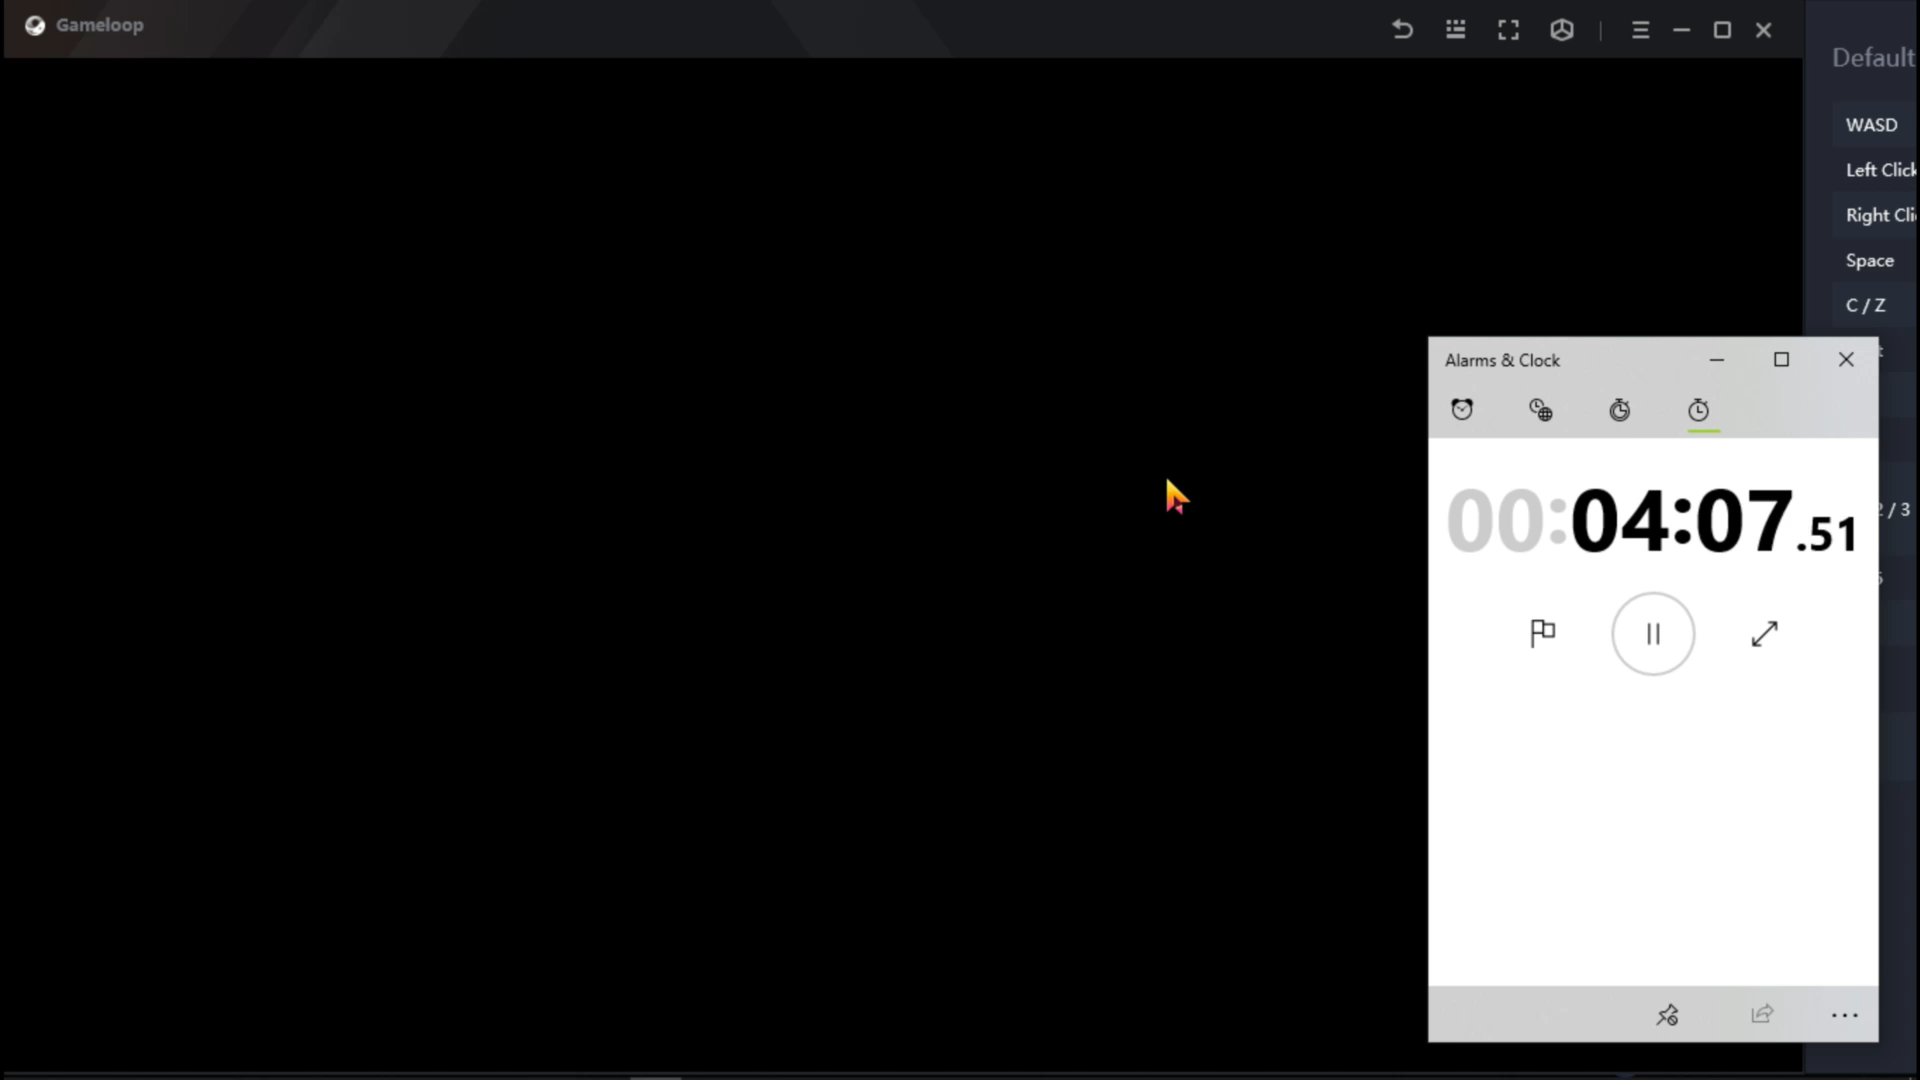 Gameloop
Default
WASD
Left Click
Right Cli
Space
C / Z
Alarms & Clock
00:04:07.51
/ 3